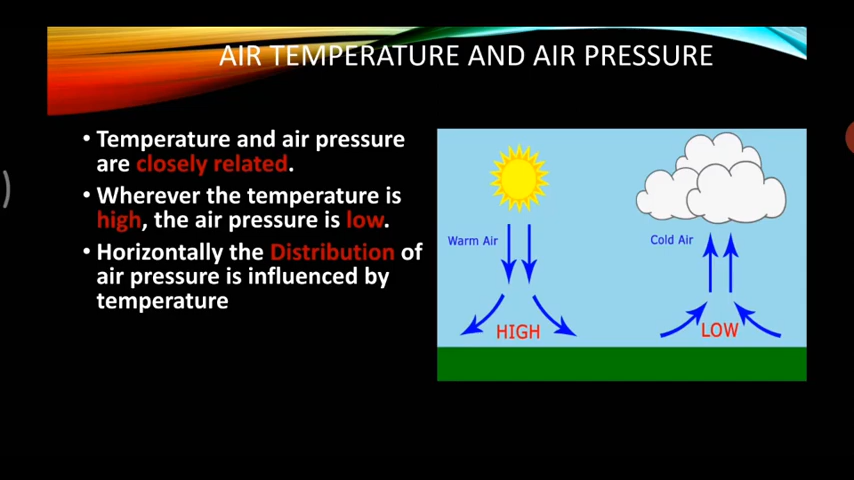 AIR TEMPERATURE AND AIR PRESSURE
• Temperature and air pressure
are closely related.
• Wherever the temperature is
high, the air pressure is low.
• Horizontally the Distribution of
air pressure is influenced by
temperature
Warm Air
Cold Air
HIGH
LOW